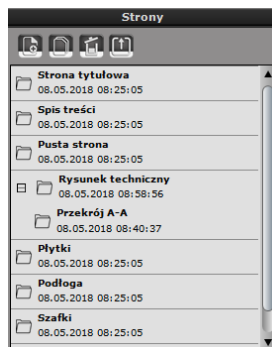 Strony
Strona tytułowa
08.05.2018 08:25:05
Spis treści
08.05.2018 08:25:05
Pusta strona
08.05.2018 08:25:05
Rysunek techniczny
08.05.2018 08:58:56
Przekrój A-A
08.05.2018 08:40:37
Płytki
08.05.2018 08:25:05
Podłoga
08.05.2018 08:25:05
Szafki
08.05.2018 08:25:05